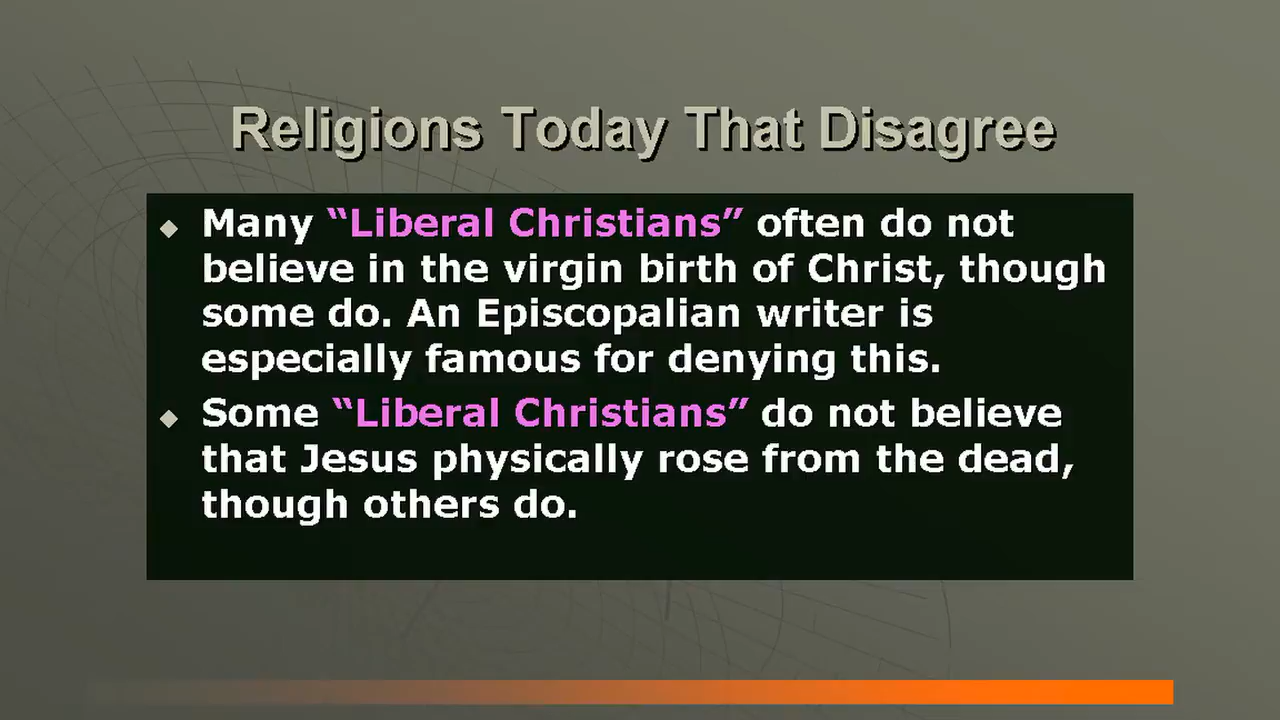 Religions Today That Disagree
Many “Liberal Christians” often do not
believe in the virgin birth of Christ, though
some do. An Episcopalian writer is
especially famous for denying this.
Some “Liberal Christians” do not believe
that Jesus physically rose from the dead,
though others do.